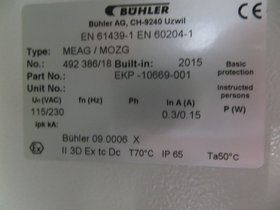 BÜHLER
Bühler AG, CH-9240 Uzwil
EN 61439-1 EN 60204-1
Type: MEAG / MOZG
No.: 492 386/18 Built-in: 2015 Basic protection
Part No.: EKP -10669-001
Unit No.: Instructed persons
Un (VAC) fn (Hz) Ph In A (A) P (W)
115/230 0.3/0.15
ipk kA:
Bühler 09.0006 X
Ex II 3D Ex tc Dc T70°C IP 65 Ta50°C